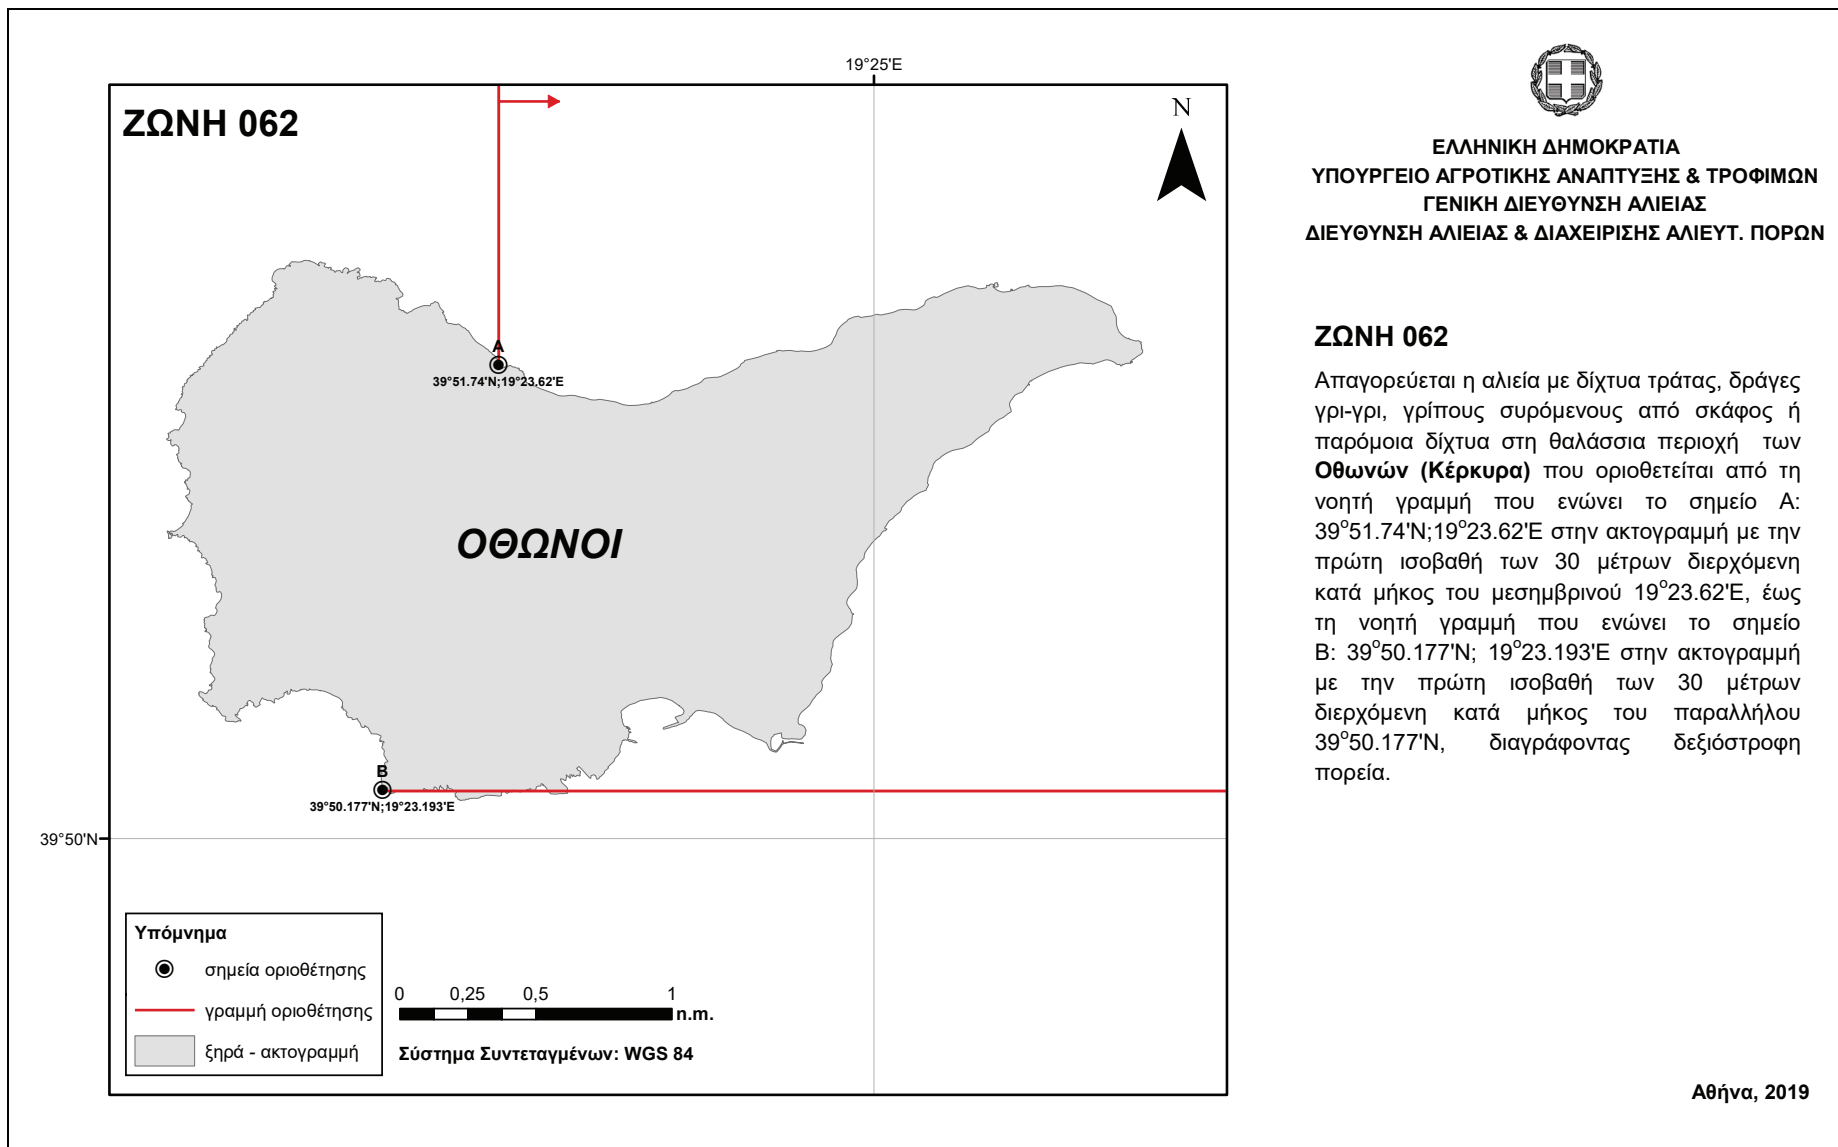 19°25'E
ΖΩΝΗ 062
N
A
39°51.74'N;19°23.62'E
ΟΘΩΝΟΙ
B
39°50.177'N;19°23.193'E
39°50'N
Υπόμνημα
σημεία οριοθέτησης
γραμμή οριοθέτησης
ξηρά - ακτογραμμή
0 0,25 0,5 1
n.m.
Σύστημα Συντεταγμένων: WGS 84
ΕΛΛΗΝΙΚΗ ΔΗΜΟΚΡΑΤΙΑ
ΥΠΟΥΡΓΕΙΟ ΑΓΡΟΤΙΚΗΣ ΑΝΑΠΤΥΞΗΣ & ΤΡΟΦΙΜΩΝ
ΓΕΝΙΚΗ ΔΙΕΥΘΥΝΣΗ ΑΛΙΕΙΑΣ
ΔΙΕΥΘΥΝΣΗ ΑΛΙΕΙΑΣ & ΔΙΑΧΕΙΡΙΣΗΣ ΑΛΙΕΥΤ. ΠΟΡΩΝ
ΖΩΝΗ 062
Απαγορεύεται η αλιεία με δίχτυα τράτας, δράγες
γρι-γρι, γρίπους συρόμενους από σκάφος ή
παρόμοια δίχτυα στη θαλάσσια περιοχή των
Οθωνών (Κέρκυρα) που οριοθετείται από τη
νοητή γραμμή που ενώνει το σημείο Α:
39°51.74'N;19°23.62'E στην ακτογραμμή με την
πρώτη ισοβαθή των 30 μέτρων διερχόμενη
κατά μήκος του μεσημβρινού 19°23.62'E, έως
τη νοητή γραμμή που ενώνει το σημείο
Β: 39°50.177'N; 19°23.193'E στην ακτογραμμή
με την πρώτη ισοβαθή των 30 μέτρων
διερχόμενη κατά μήκος του παραλλήλου
39°50.177'N, διαγράφοντας δεξιόστροφη
πορεία.
Αθήνα, 2019